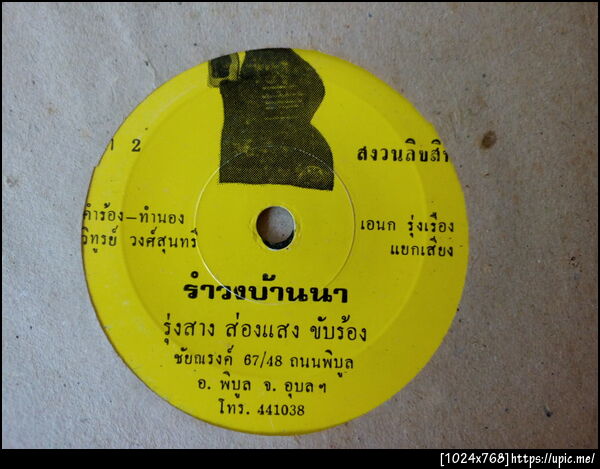 2
สงวนลิขสิท
คำร้อง-ทำนอง
วิฑูรย์ วงศ์สุนทรี
เอนก รุ่งเรือง
แยกเสียง
รำวงบ้านนา
รุ่งสาง ส่องแสง ขับร้อง
ชัยณรงค์ 67/48 ถนนพิบูล
อ. พิบูล จ. อุบลฯ
โทร. 441038
[1024x768]https://upic.me/